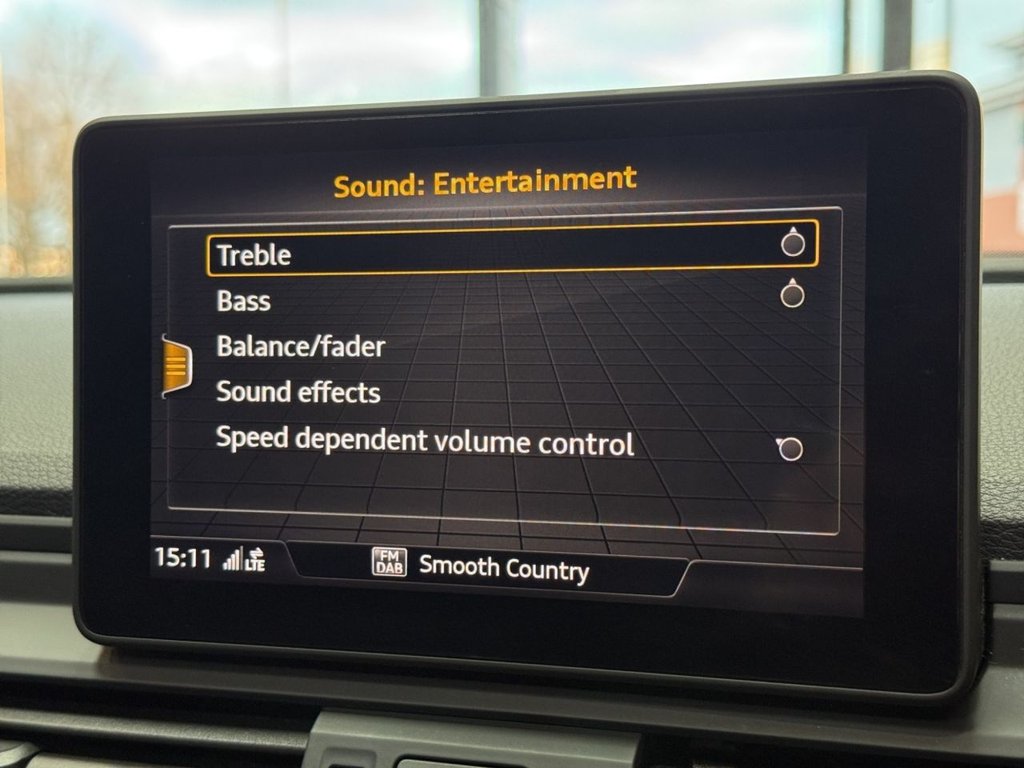 Sound: Entertainment
Treble
Bass
Balance/fader
Sound effects
Speed dependent volume control
15:11 LTE
FM
DAB
Smooth Country